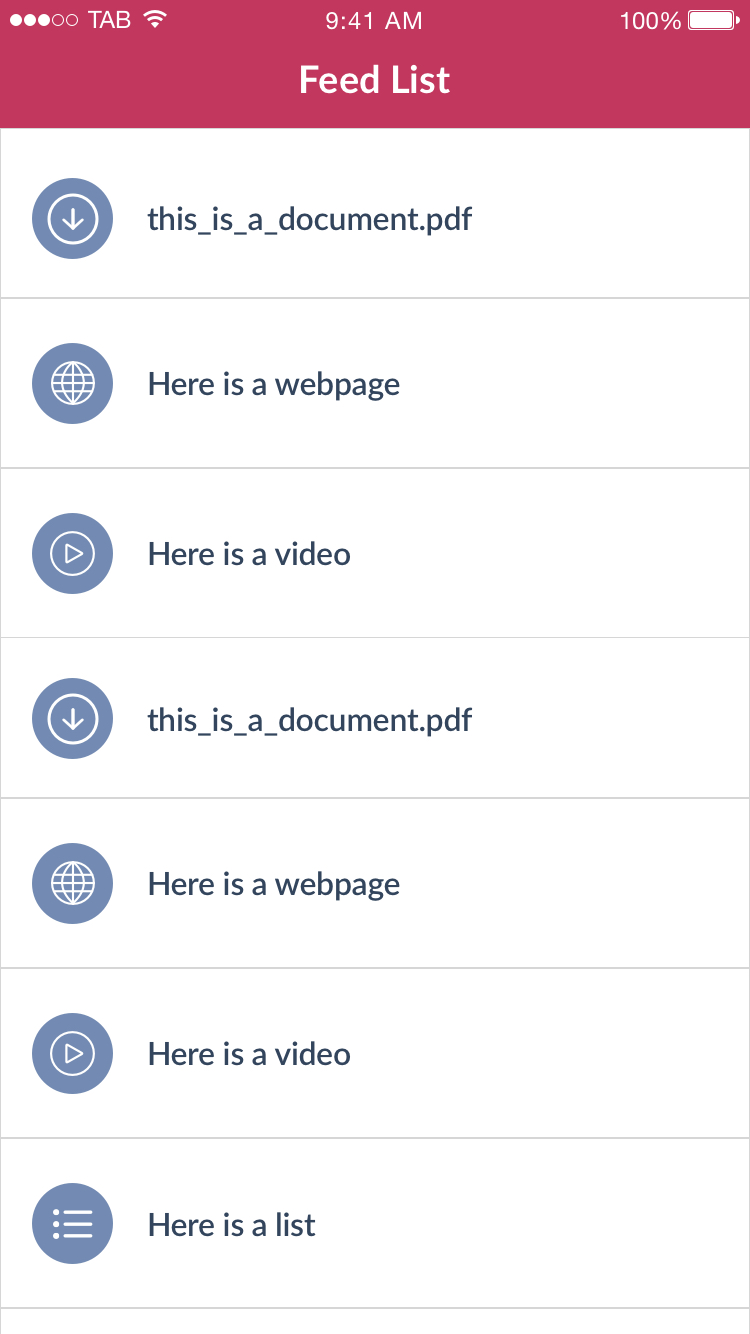 TAB 9:41 AM 100%
Feed List
this_is_a_document.pdf
Here is a webpage
Here is a video
this_is_a_document.pdf
Here is a webpage
Here is a video
Here is a list